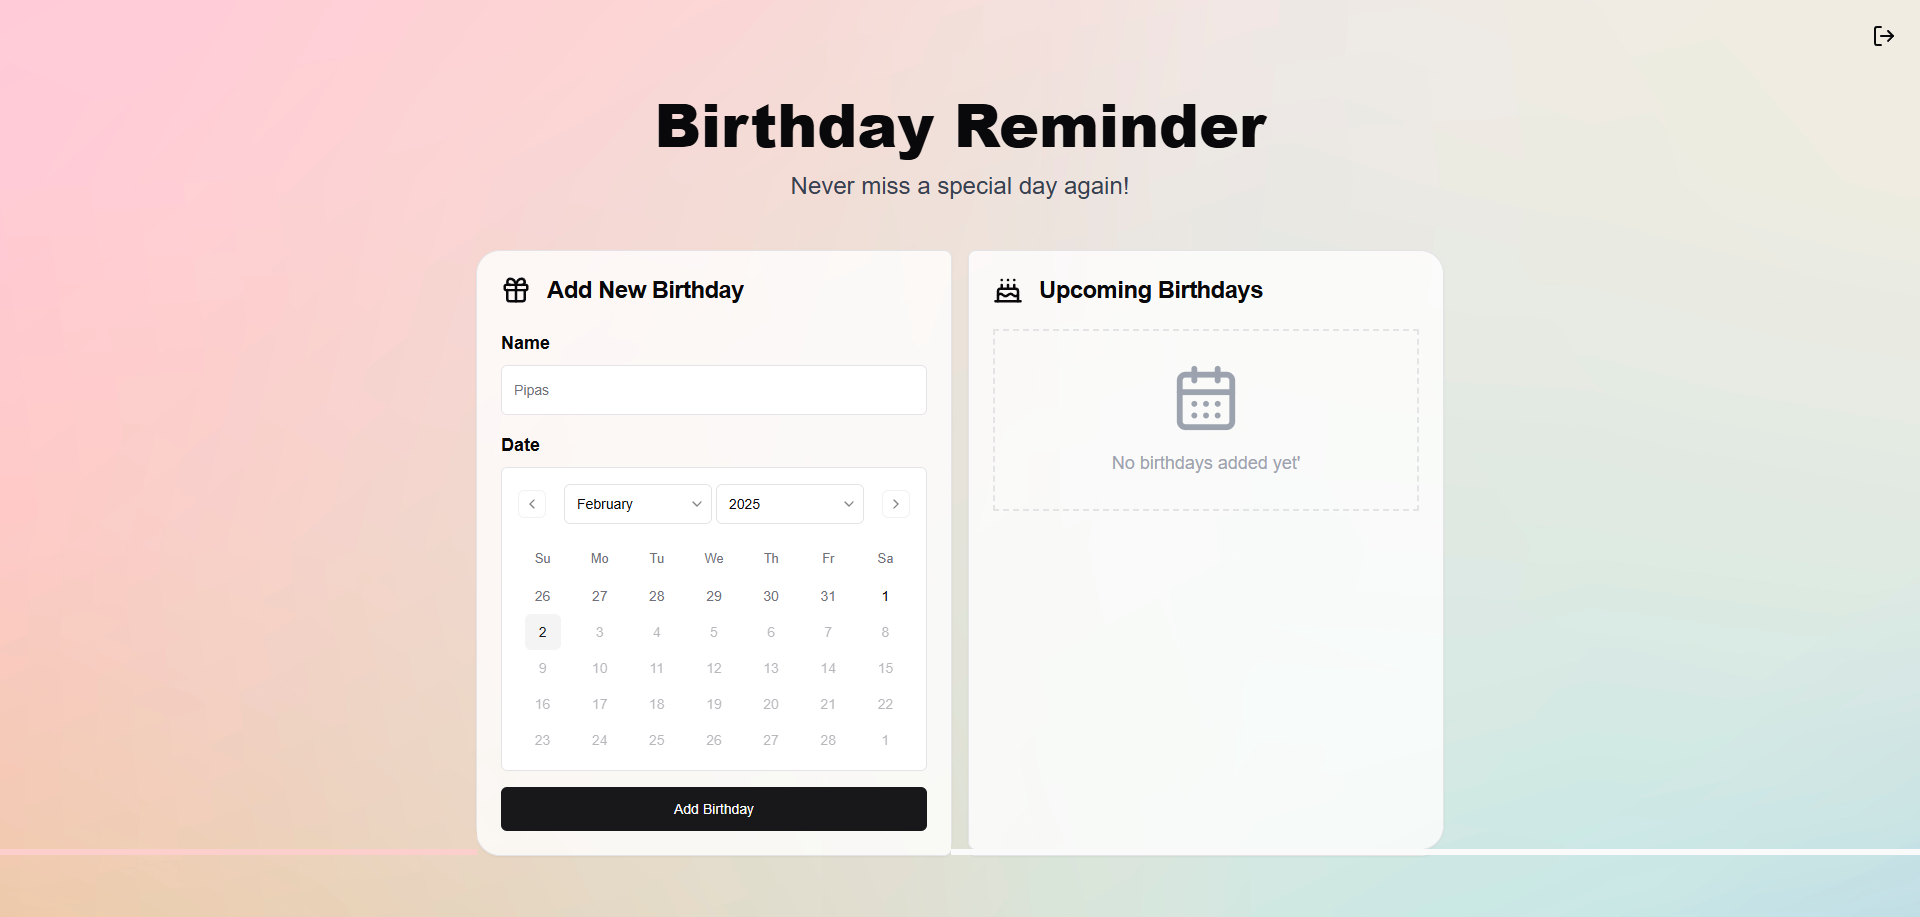 Birthday Reminder
Never miss a special day again!
Add New Birthday
Name
Pipas
Date
February 2025
Su Mo Tu We Th Fr Sa
26 27 28 29 30 31 1
2 3 4 5 6 7 8
9 10 11 12 13 14 15
16 17 18 19 20 21 22
23 24 25 26 27 28 1
Add Birthday
Upcoming Birthdays
No birthdays added yet'